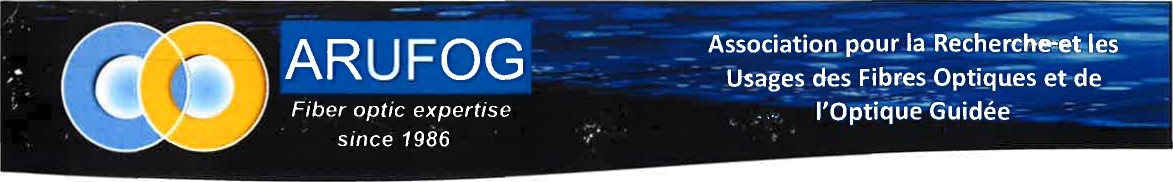 ARUFOG
Fiber optic expertise
since 1986
Association pour la Recherche et les
Usages des Fibres Optiques et de
l'Optique Guidée